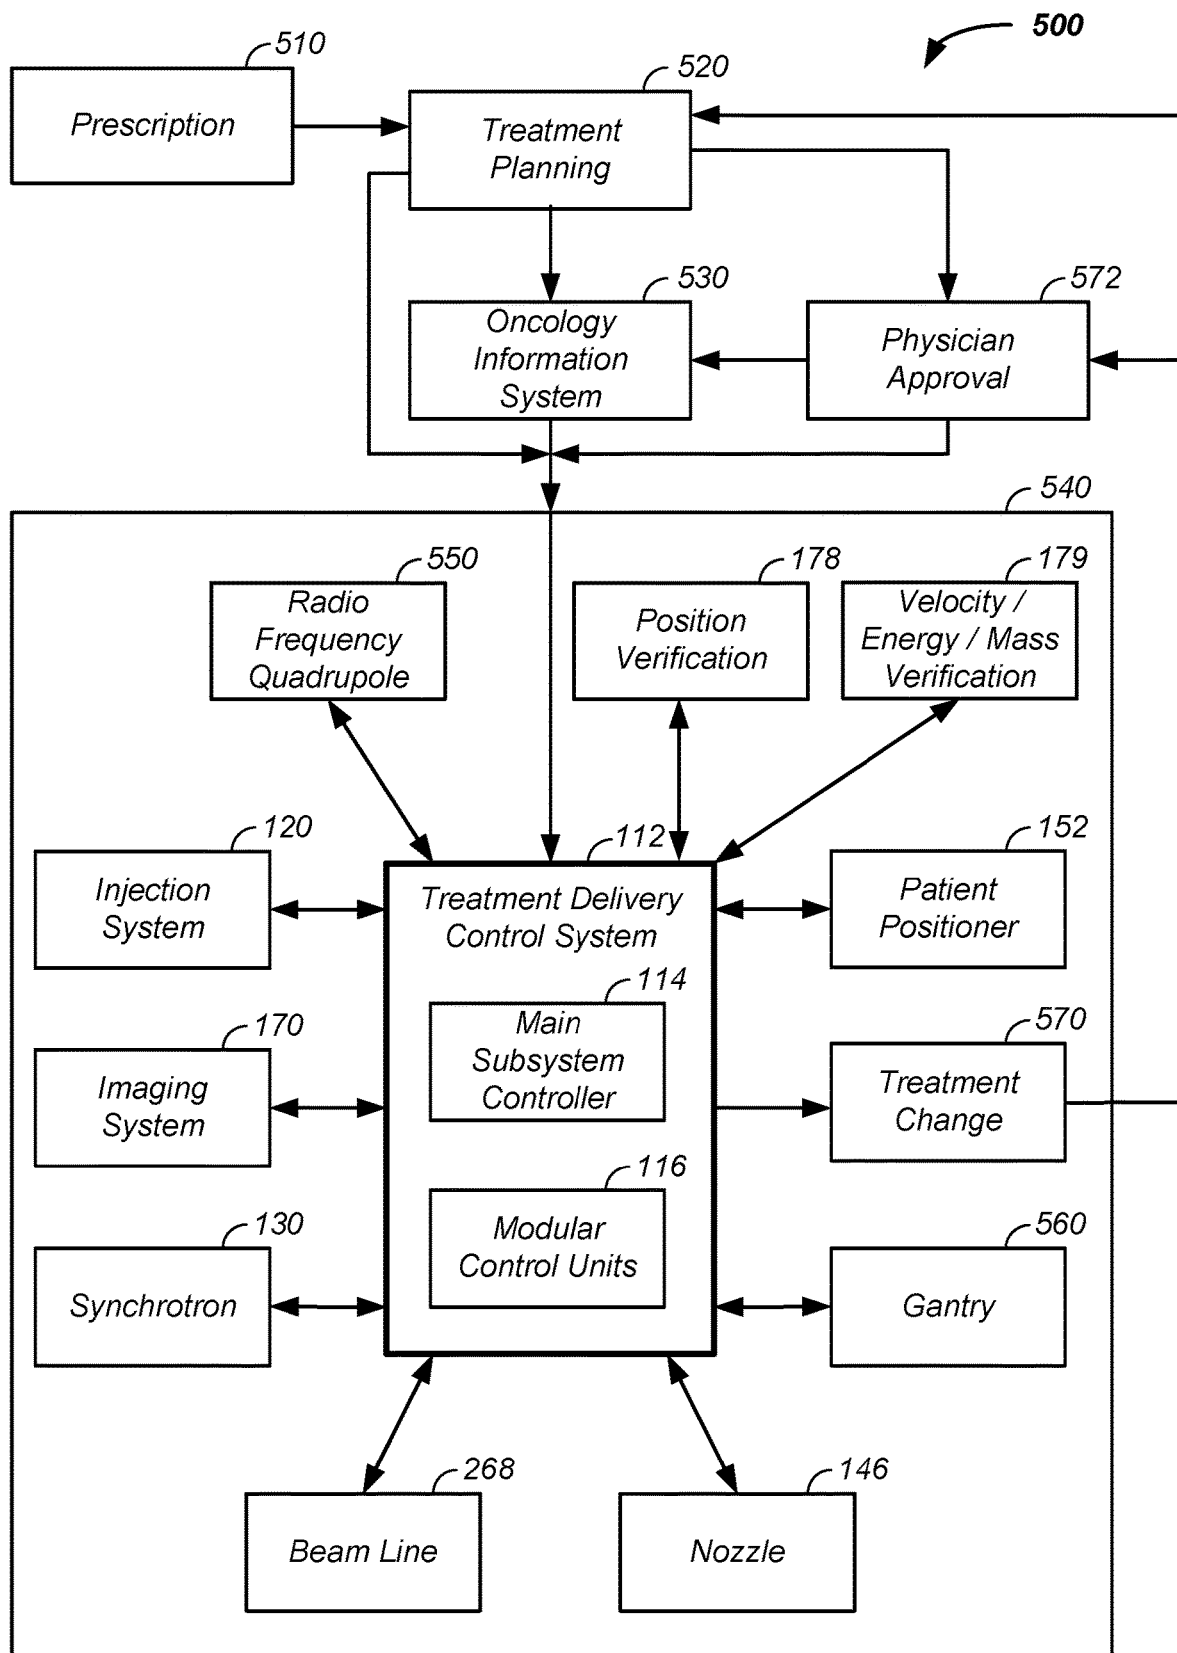 500
510
Prescription
520
Treatment
Planning
530
Oncology
Information
System
572
Physician
Approval
540
550
Radio
Frequency
Quadrupole
178
Position
Verification
179
Velocity /
Energy / Mass
Verification
120
Injection
System
112
Treatment Delivery
Control System
152
Patient
Positioner
114
Main
Subsystem
Controller
170
Imaging
System
570
Treatment
Change
116
Modular
Control Units
130
Synchrotron
560
Gantry
268
Beam Line
146
Nozzle